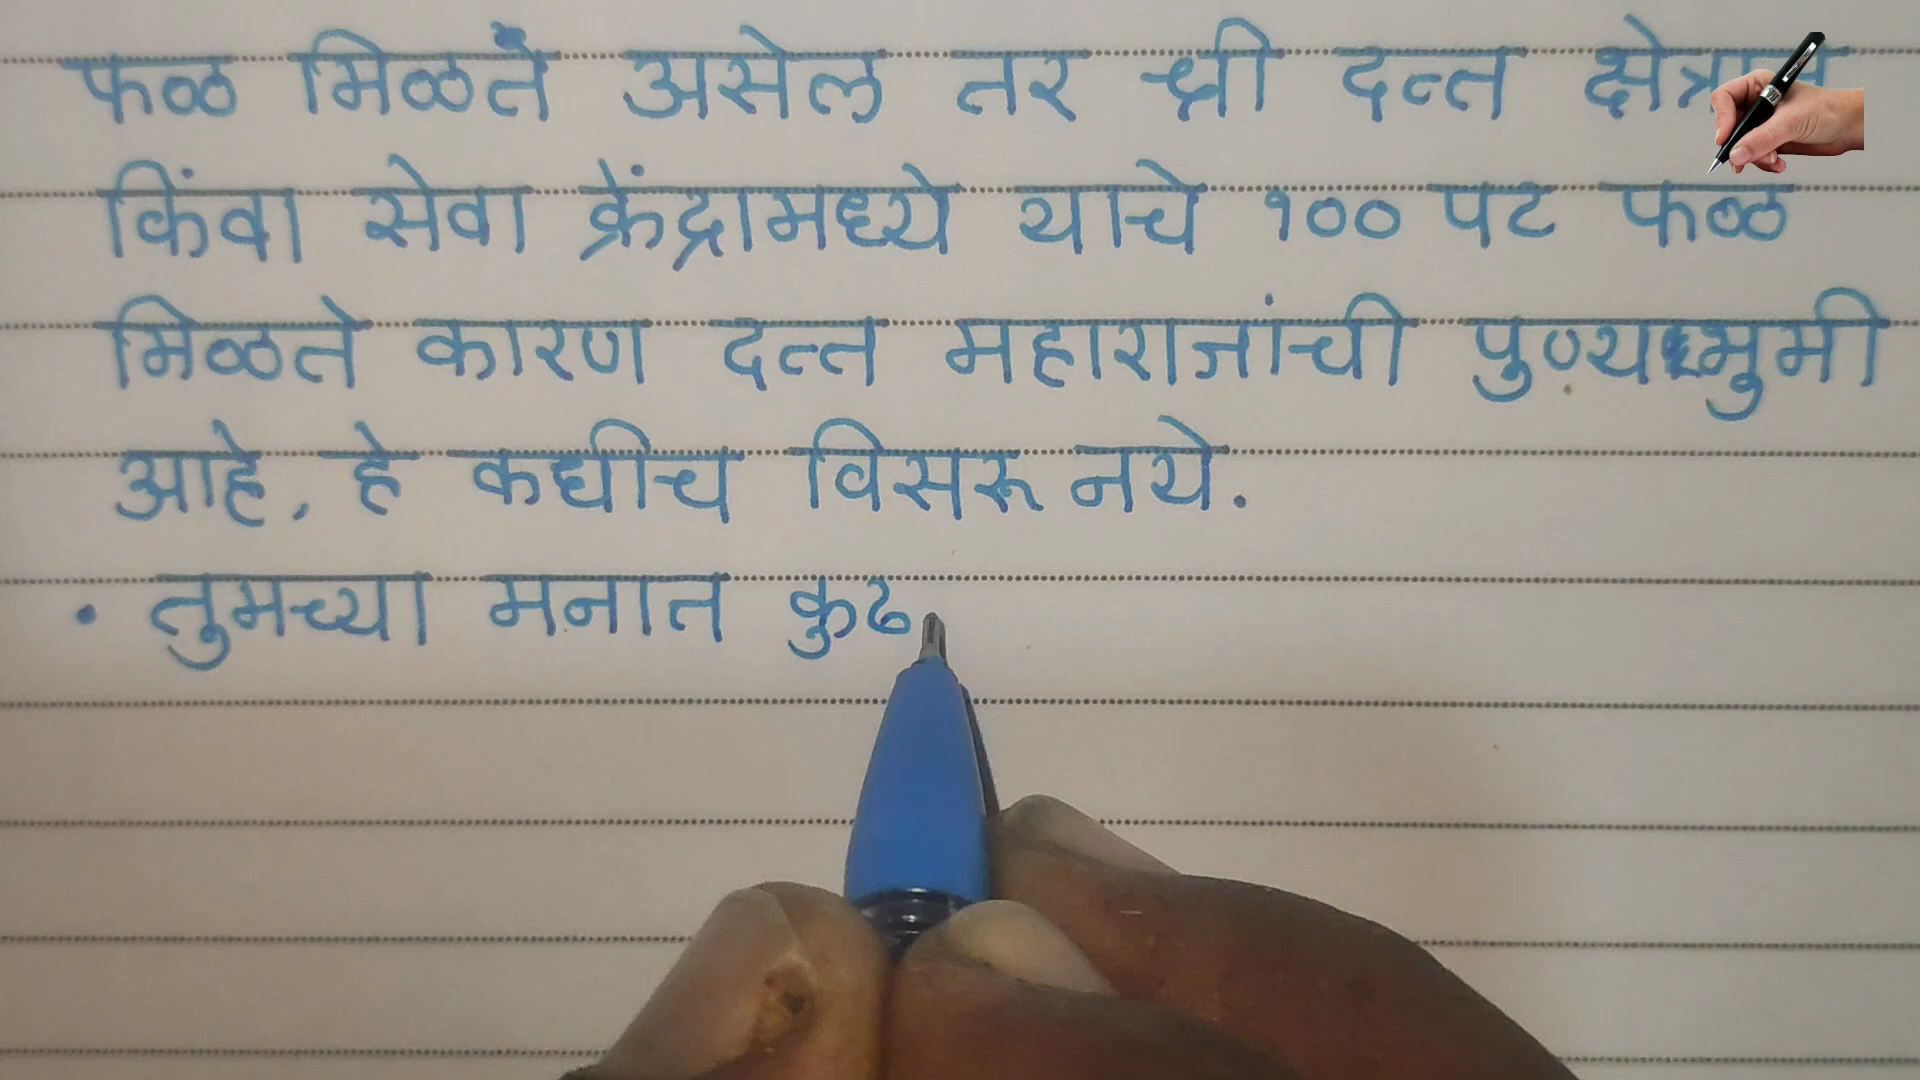 फळ मिळते असेल तर श्री दत्त क्षेत्रात
किंवा सेवा क्रेंद्रामध्ये याचे १०० पट फळ
मिळते कारण दत्त महाराजांची पुण्यभुमी
आहे. हे कधीच विसरू नये.
• तुमच्या मनात